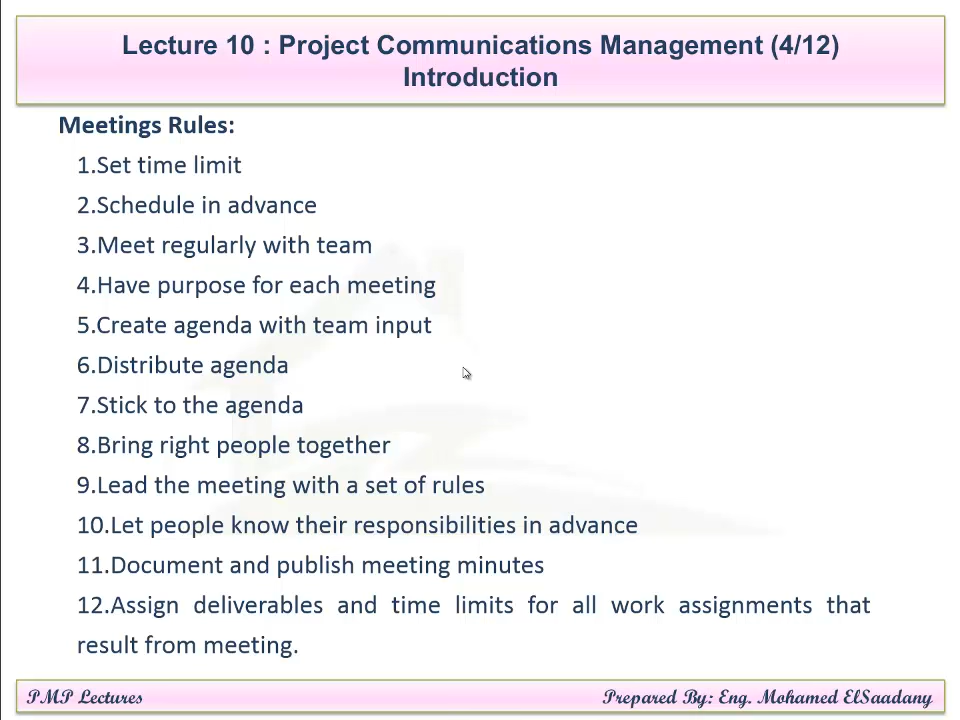 Lecture 10 : Project Communications Management (4/12)
Introduction
Meetings Rules:
1.Set time limit
2.Schedule in advance
3.Meet regularly with team
4.Have purpose for each meeting
5.Create agenda with team input
6.Distribute agenda
7.Stick to the agenda
8.Bring right people together
9.Lead the meeting with a set of rules
10.Let people know their responsibilities in advance
11.Document and publish meeting minutes
12.Assign deliverables and time limits for all work assignments that
result from meeting.
PMP Lectures
Prepared By: Eng. Mohamed ElSaadany